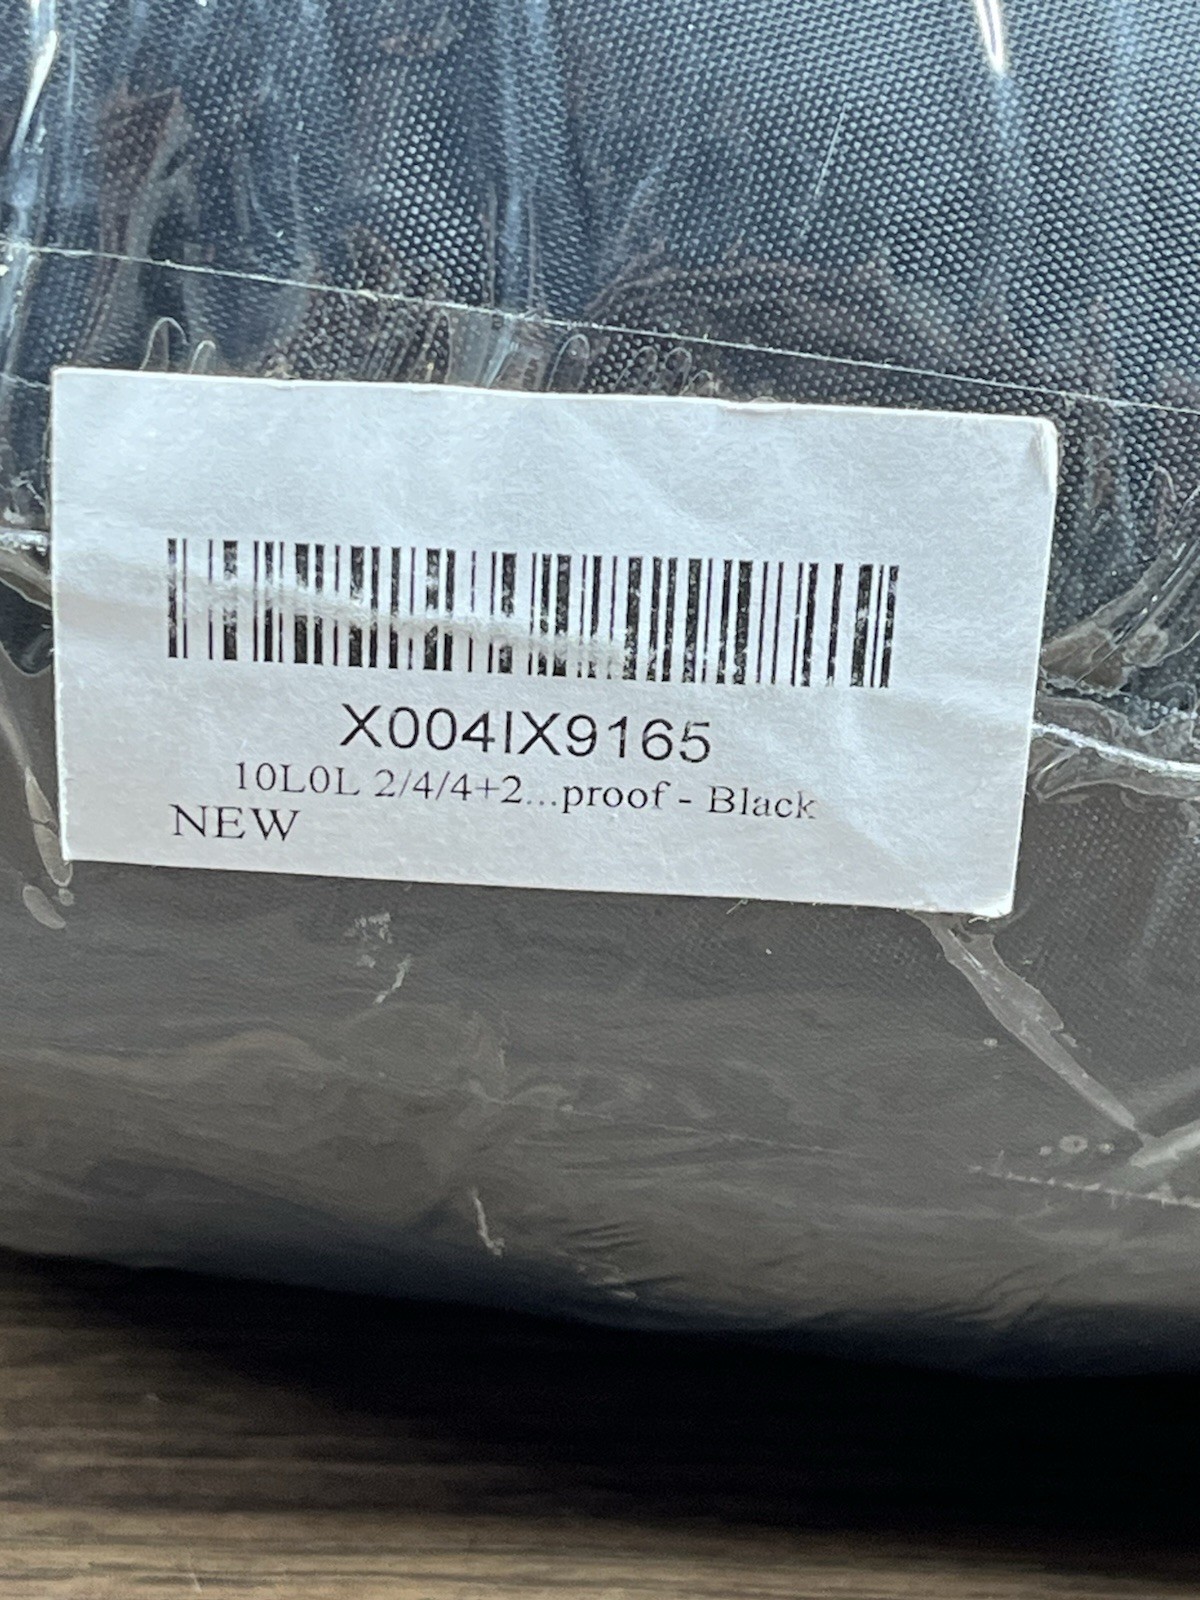 X004IX9165
10L0L 2/4/4+2...proof - Black
NEW